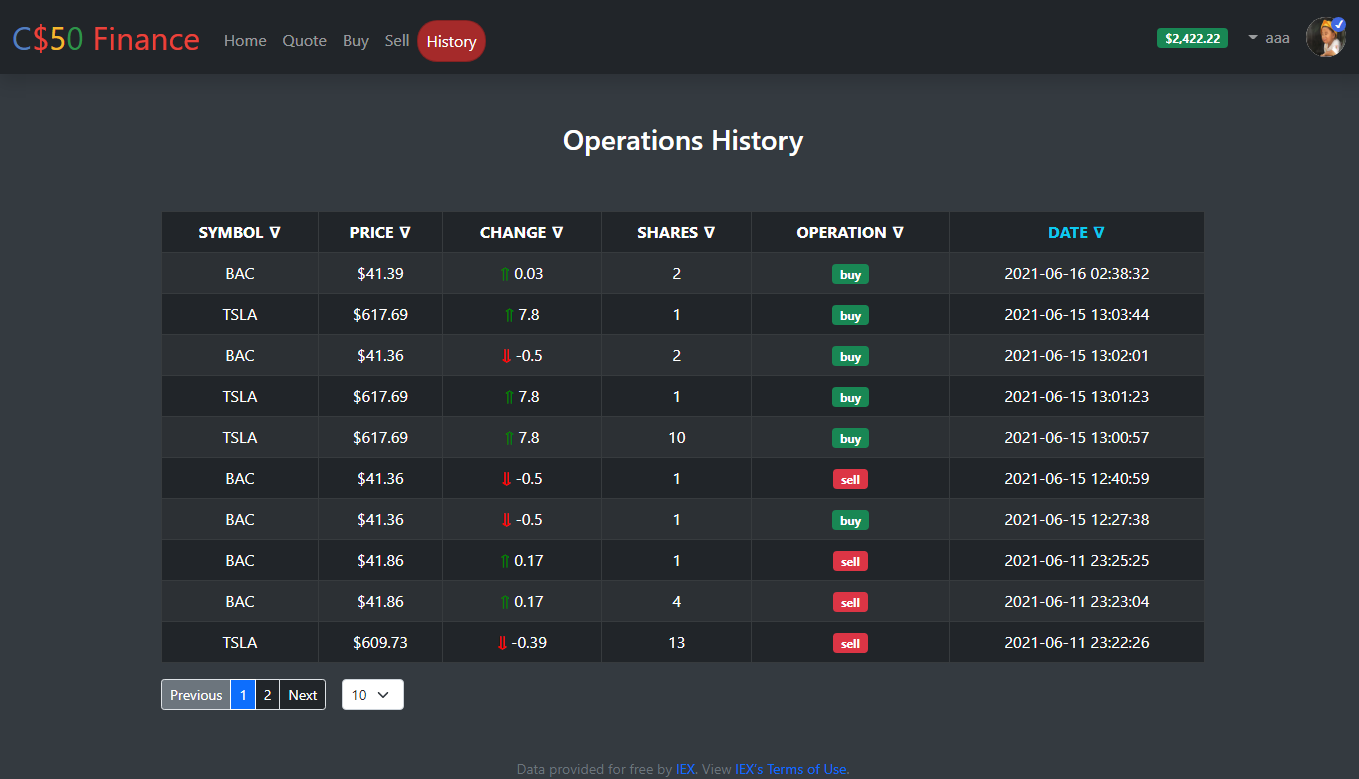 C$50 Finance Home Quote Buy Sell History $2,422.22 aaa
Operations History
SYMBOL ∇ PRICE ∇ CHANGE ∇ SHARES ∇ OPERATION ∇ DATE ∇
BAC $41.39 ⇑ 0.03 2 buy 2021-06-16 02:38:32
TSLA $617.69 ⇑ 7.8 1 buy 2021-06-15 13:03:44
BAC $41.36 ⇓ -0.5 2 buy 2021-06-15 13:02:01
TSLA $617.69 ⇑ 7.8 1 buy 2021-06-15 13:01:23
TSLA $617.69 ⇑ 7.8 10 buy 2021-06-15 13:00:57
BAC $41.36 ⇓ -0.5 1 sell 2021-06-15 12:40:59
BAC $41.36 ⇓ -0.5 1 buy 2021-06-15 12:27:38
BAC $41.86 ⇑ 0.17 1 sell 2021-06-11 23:25:25
BAC $41.86 ⇑ 0.17 4 sell 2021-06-11 23:23:04
TSLA $609.73 ⇓ -0.39 13 sell 2021-06-11 23:22:26
Previous 1 2 Next 10
Data provided for free by IEX. View IEX's Terms of Use.